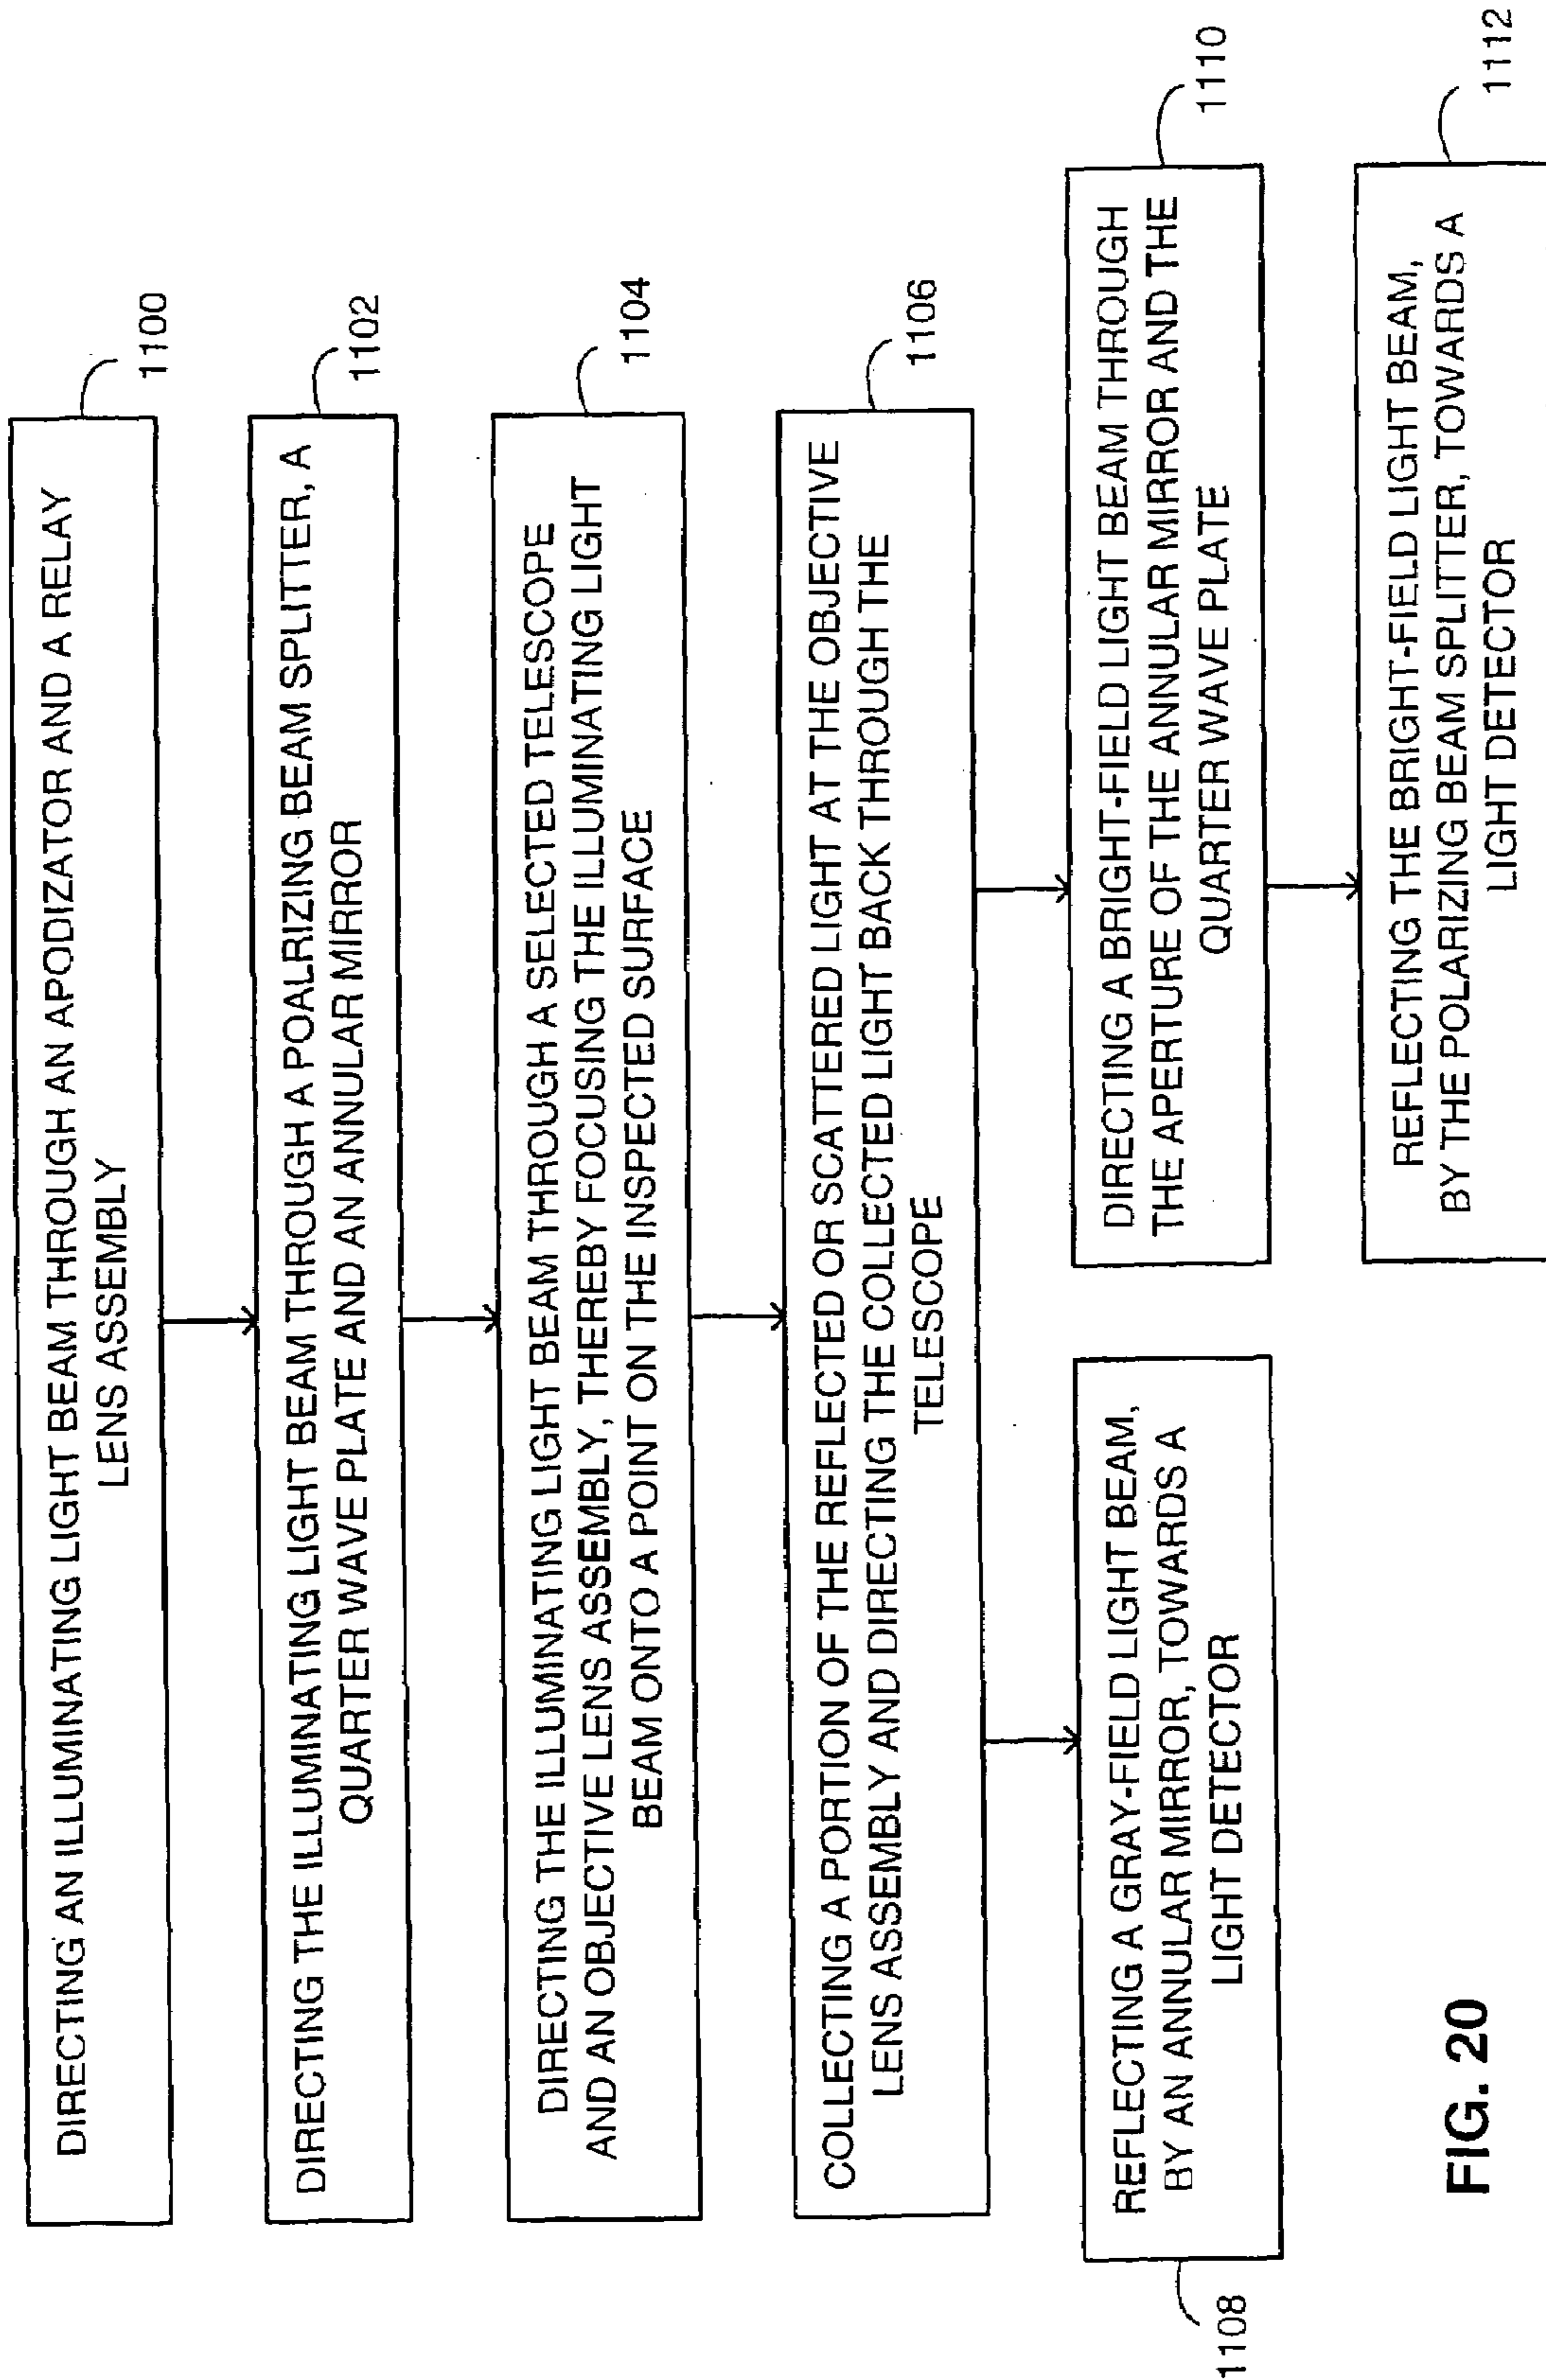 DIRECTING AN ILLUMINATING LIGHT BEAM THROUGH AN APODIZATOR AND A RELAY
LENS ASSEMBLY
1100
DIRECTING THE ILLUMINATING LIGHT BEAM THROUGH A POALRIZING BEAM SPLITTER, A
QUARTER WAVE PLATE AND AN ANNULAR MIRROR
1102
DIRECTING THE ILLUMINATING LIGHT BEAM THROUGH A SELECTED TELESCOPE
AND AN OBJECTIVE LENS ASSEMBLY, THEREBY FOCUSING THE ILLUMINATING LIGHT
BEAM ONTO A POINT ON THE INSPECTED SURFACE
1104
COLLECTING A PORTION OF THE REFLECTED OR SCATTERED LIGHT AT THE OBJECTIVE
LENS ASSEMBLY AND DIRECTING THE COLLECTED LIGHT BACK THROUGH THE
TELESCOPE
1106
REFLECTING A GRAY-FIELD LIGHT BEAM,
BY AN ANNULAR MIRROR, TOWARDS A
LIGHT DETECTOR
1108
DIRECTING A BRIGHT-FIELD LIGHT BEAM THROUGH
THE APERTURE OF THE ANNULAR MIRROR AND THE
QUARTER WAVE PLATE
1110
REFLECTING THE BRIGHT-FIELD LIGHT BEAM,
BY THE POLARIZING BEAM SPLITTER, TOWARDS A
LIGHT DETECTOR
1112
FIG. 20